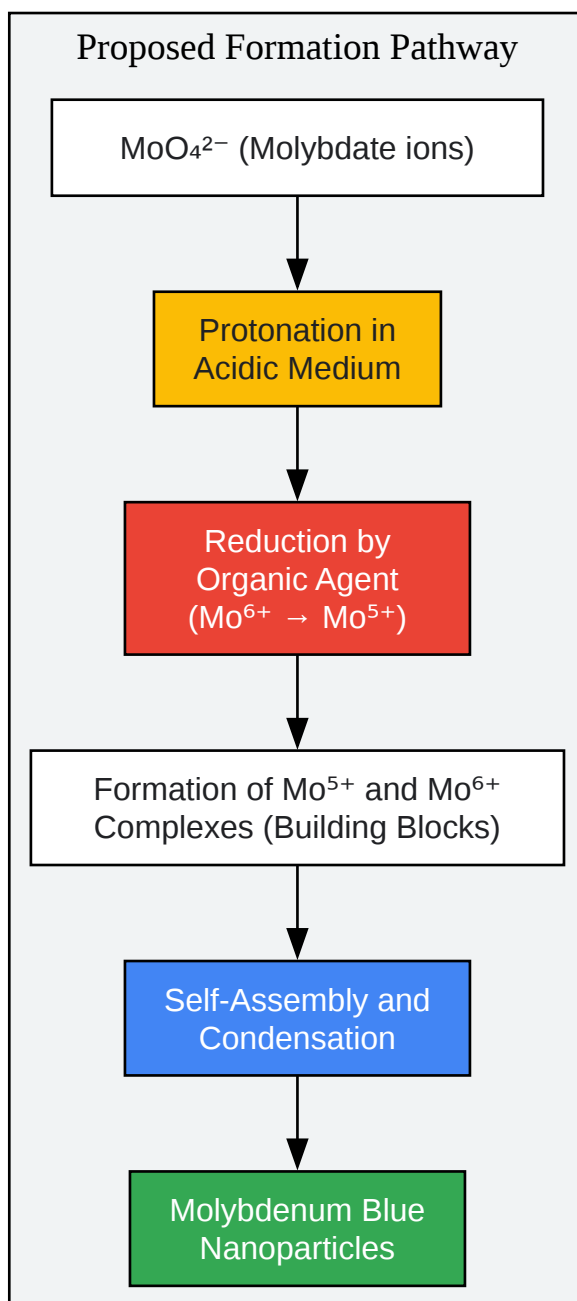 Proposed Formation Pathway
MoO₄²⁻ (Molybdate ions)
Protonation in
Acidic Medium
Reduction by
Organic Agent
(Mo⁶⁺ → Mo⁵⁺)
Formation of Mo⁵⁺ and Mo⁶⁺
Complexes (Building Blocks)
Self-Assembly and
Condensation
Molybdenum Blue
Nanoparticles